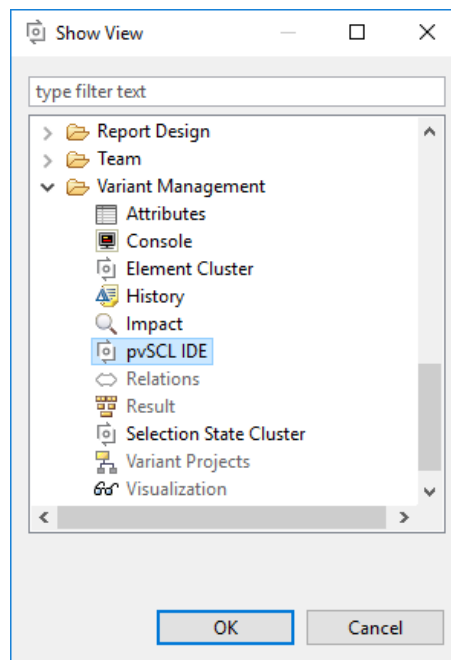 Show View
type filter text
Report Design
Team
Variant Management
Attributes
Console
Element Cluster
History
Impact
pvSCL IDE
Relations
Result
Selection State Cluster
Variant Projects
Visualization
OK
Cancel